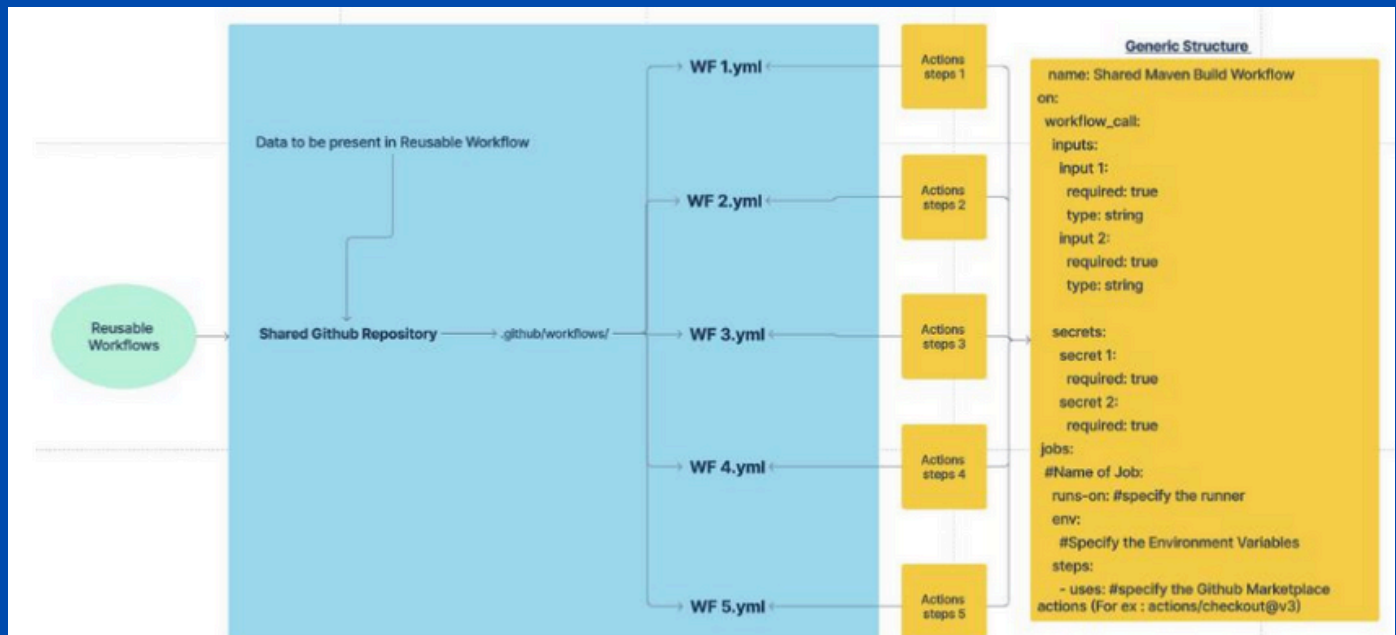 Reusable
Workflows
Data to be present in Reusable Workflow
Shared Github Repository
.github/workflows/
WF 1.yml
WF 2.yml
WF 3.yml
WF 4.yml
WF 5.yml
Actions
steps 1
Actions
steps 2
Actions
steps 3
Actions
steps 4
Actions
steps 5
Generic Structure
name: Shared Maven Build Workflow
on:
workflow_call:
inputs:
input 1:
required: true
type: string
input 2:
required: true
type: string
secrets:
secret 1:
required: true
secret 2:
required: true
jobs:
#Name of Job:
runs-on: #specify the runner
env:
#Specify the Environment Variables
steps:
- uses: #specify the Github Marketplace
actions (For ex : actions/checkout@v3)